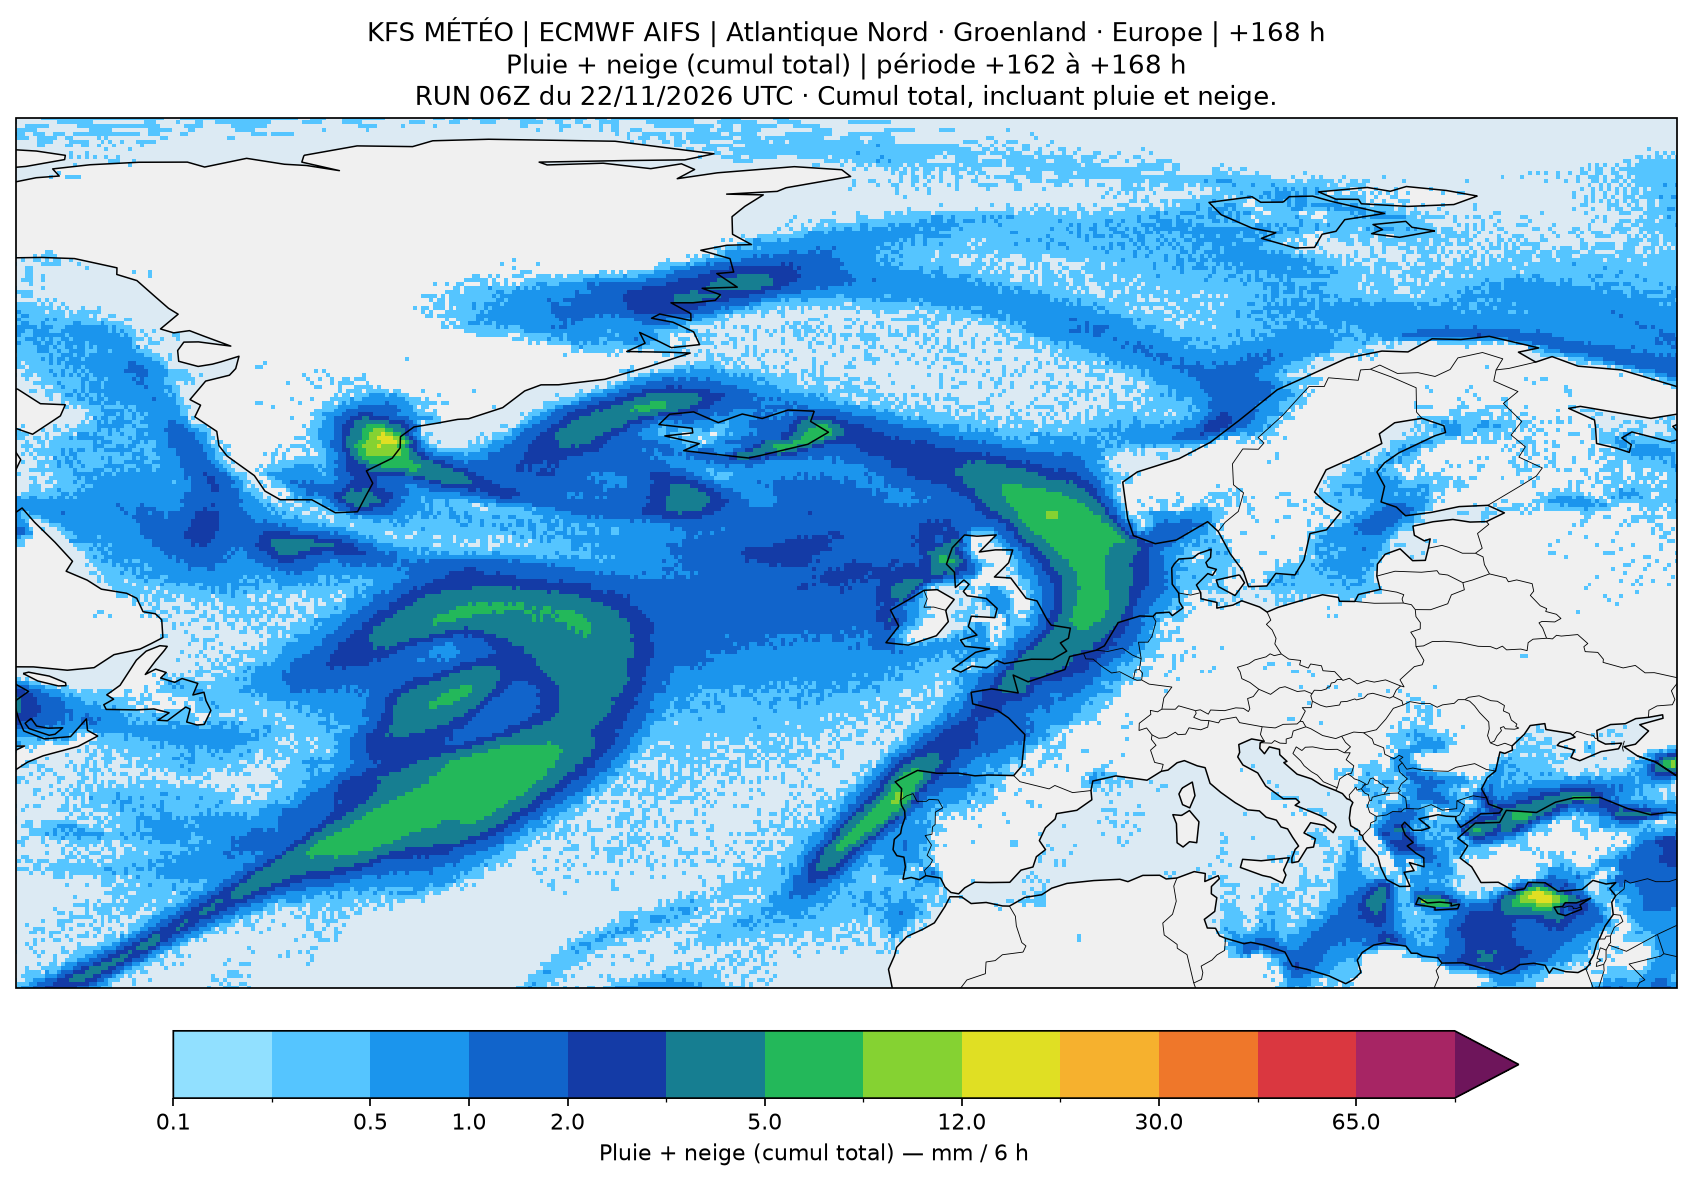 KFS MÉTÉO | ECMWF AIFS | Atlantique Nord · Groenland · Europe | +168 h
Pluie + neige (cumul total) | période +162 à +168 h
RUN 06Z du 22/11/2026 UTC · Cumul total, incluant pluie et neige.
0.1 0.5 1.0 2.0 5.0 12.0 30.0 65.0
Pluie + neige (cumul total) — mm / 6 h